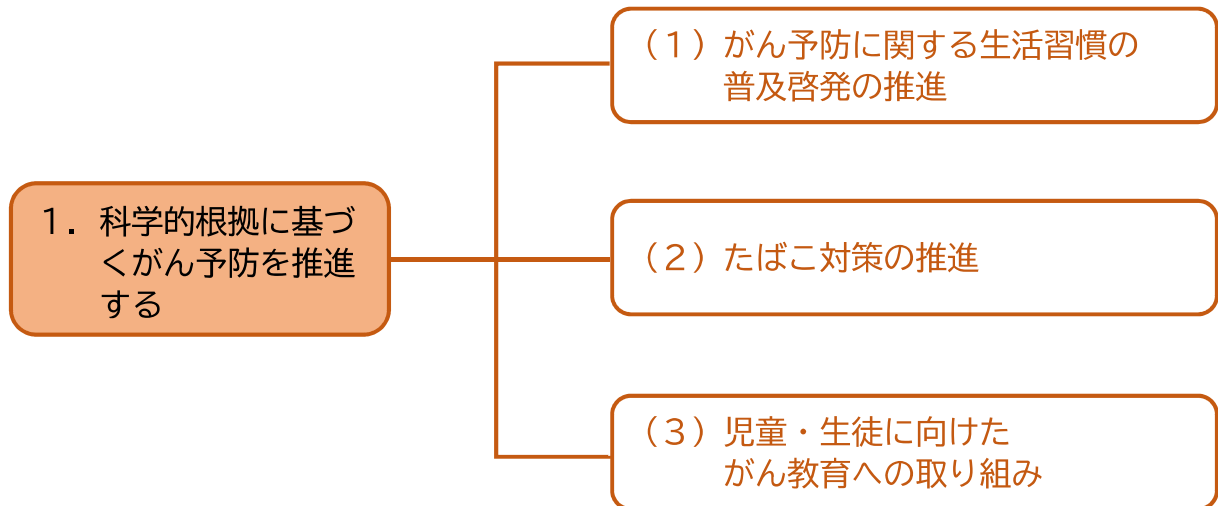 1．科学的根拠に基づ
くがん予防を推進
する
（1）がん予防に関する生活習慣の
普及啓発の推進
（2）たばこ対策の推進
（3）児童・生徒に向けた
がん教育への取り組み